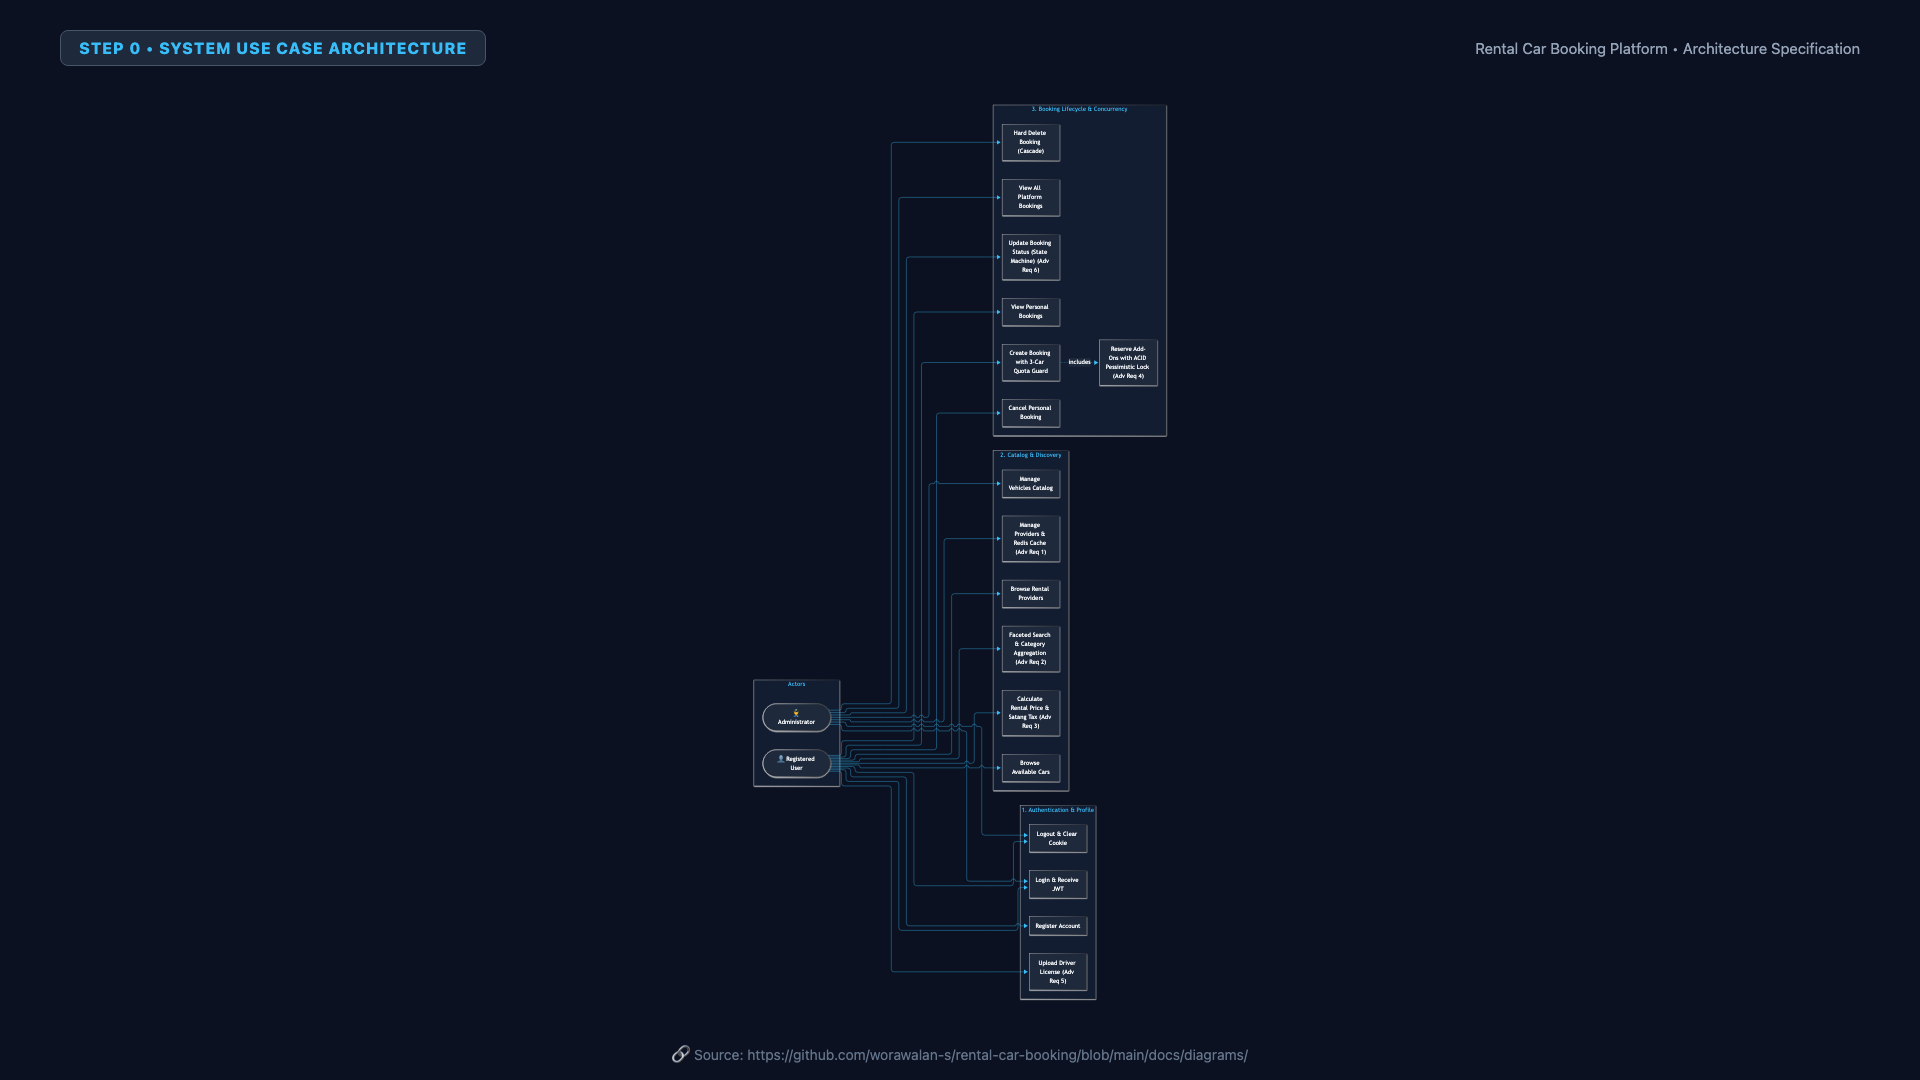 STEP 0 • SYSTEM USE CASE ARCHITECTURE
Rental Car Booking Platform • Architecture Specification
3. Booking Lifecycle & Concurrency
Hard Delete
Booking
(Cascade)
View All
Platform
Bookings
Update Booking
Status (State
Machine) (Adv
Req 6)
View Personal
Bookings
Create Booking
with 3-Car
Quota Guard
includes
Reserve Add-
Ons with ACID
Pessimistic Lock
(Adv Req 4)
Cancel Personal
Booking
2. Catalog & Discovery
Manage
Vehicles Catalog
Manage
Providers &
Redis Cache
(Adv Req 1)
Browse Rental
Providers
Faceted Search
& Category
Aggregation
(Adv Req 2)
Calculate
Rental Price &
Satang Tax (Adv
Req 3)
Browse
Available Cars
Actors
Administrator
Registered
User
1. Authentication & Profile
Logout & Clear
Cookie
Login & Receive
JWT
Register Account
Upload Driver
License (Adv
Req 5)
Source: https://github.com/worawalan-s/rental-car-booking/blob/main/docs/diagrams/